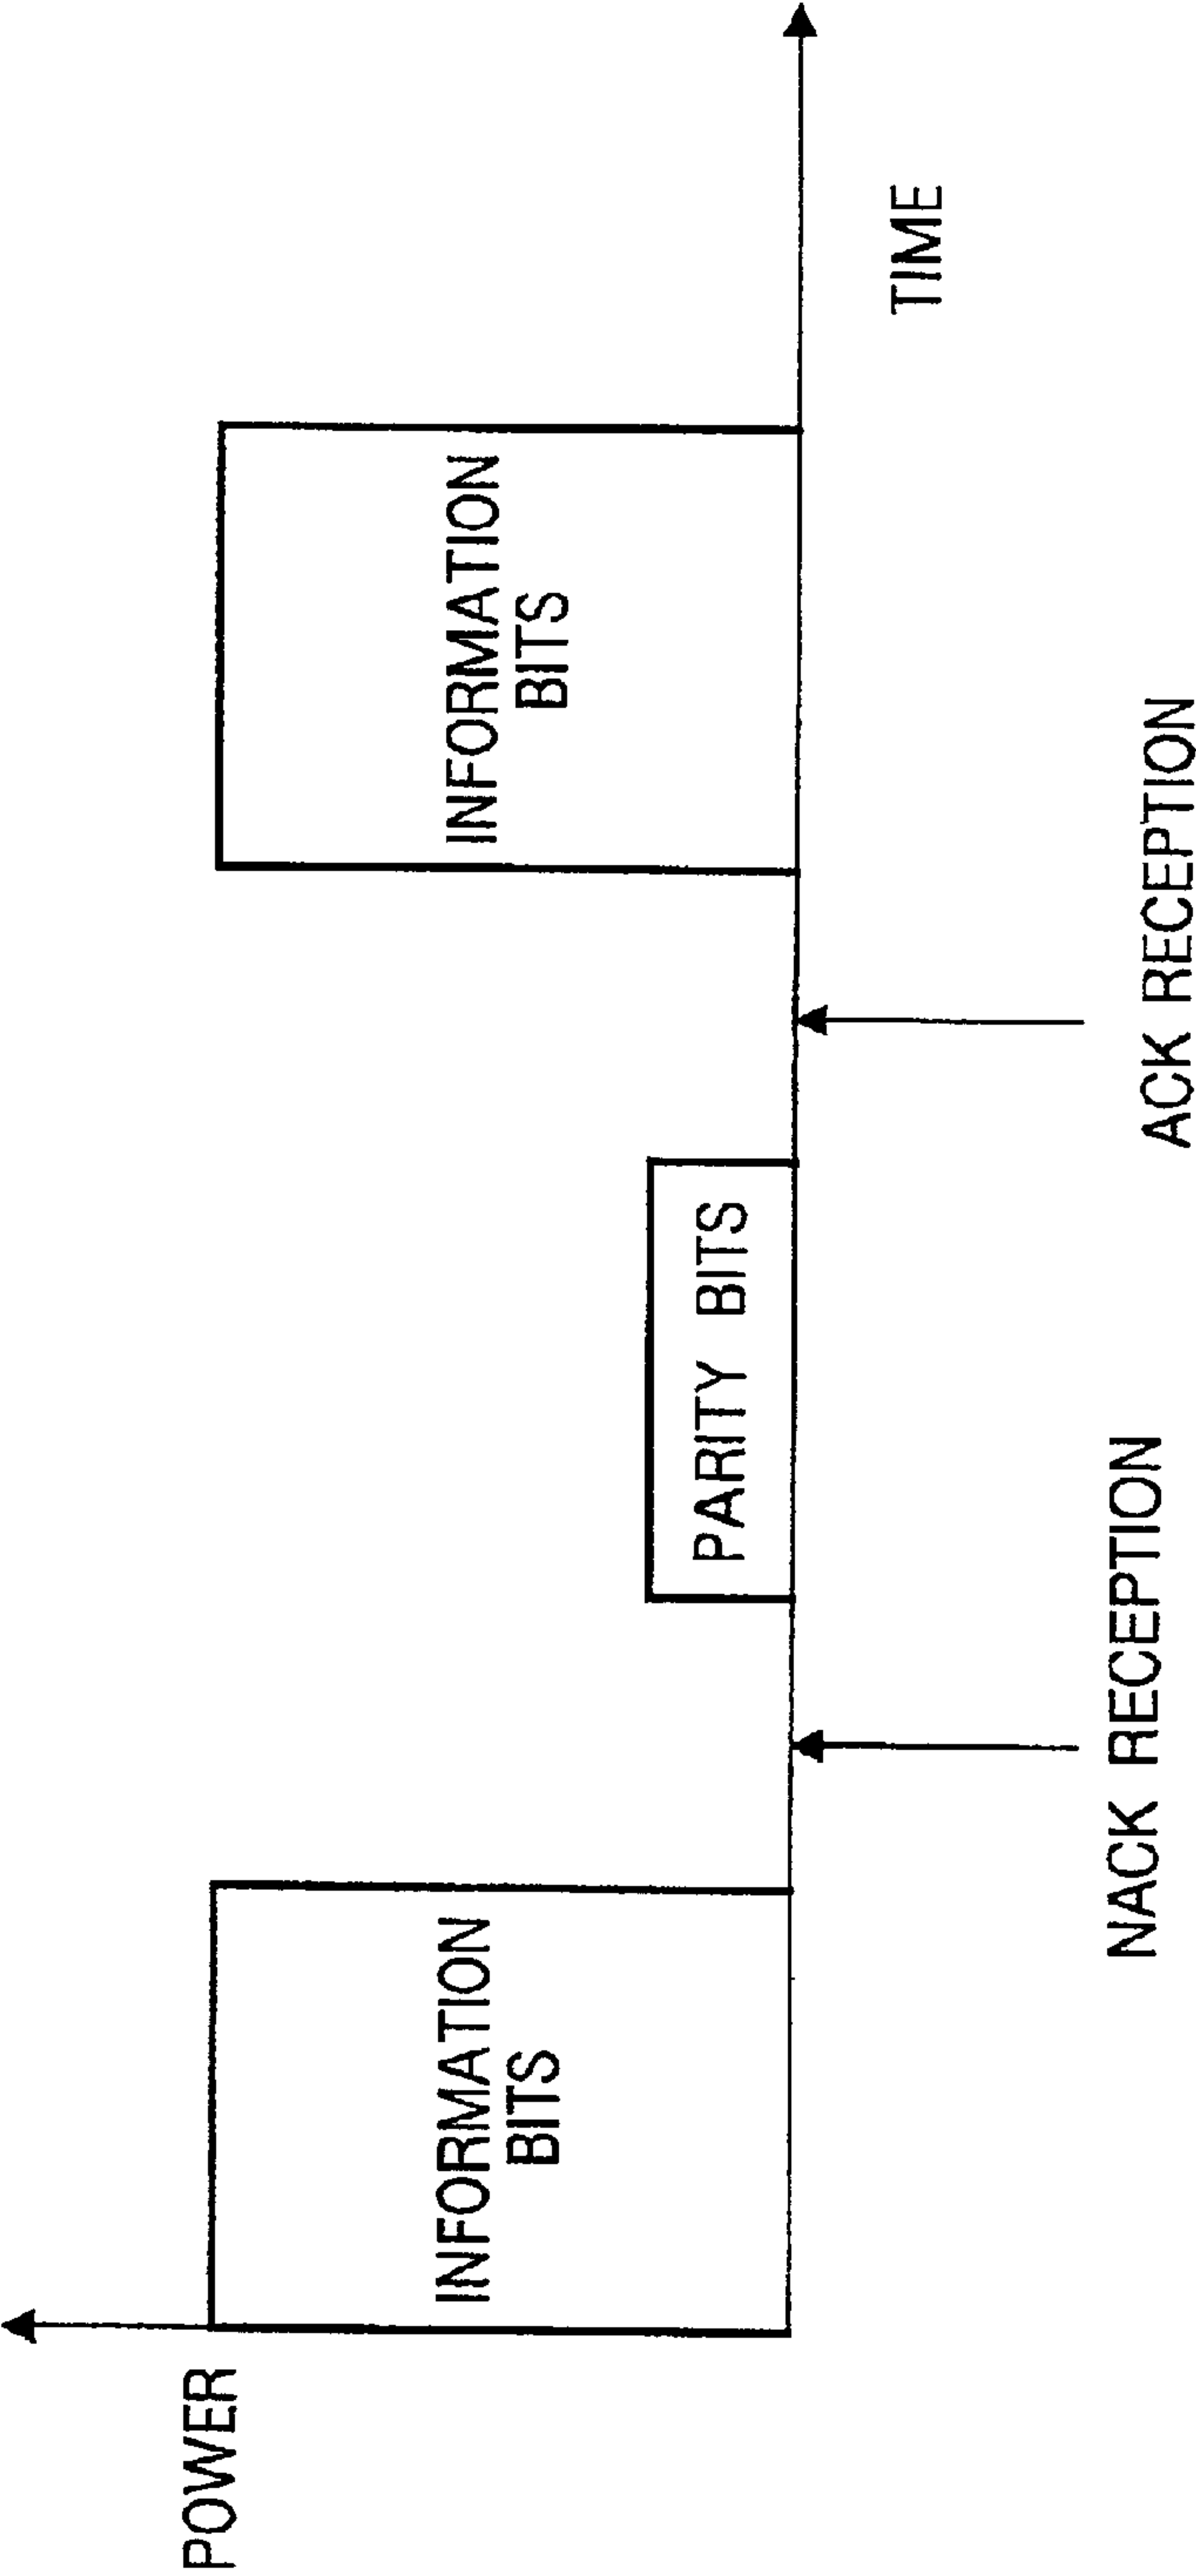 POWER
INFORMATION
BITS
PARITY BITS
INFORMATION
BITS
TIME
NACK RECEPTION
ACK RECEPTION